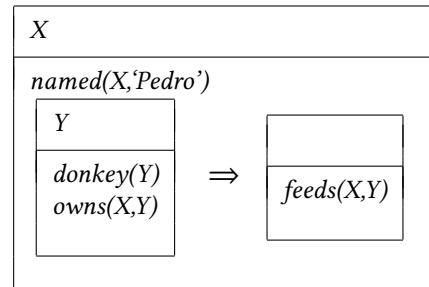 X
named(X,‘Pedro’)
Y
donkey(Y)
owns(X,Y)
⇒
feeds(X,Y)